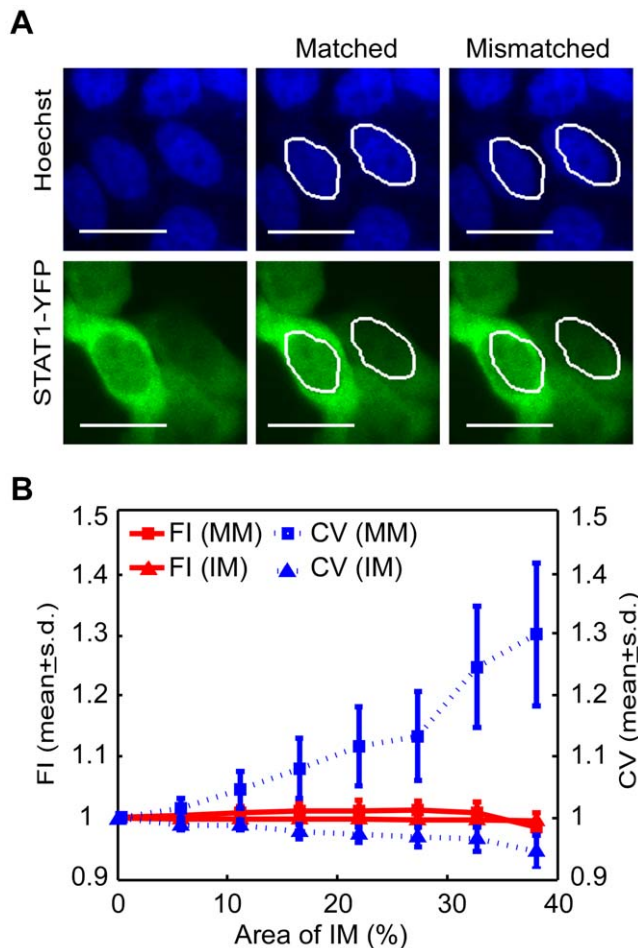 A
Matched Mismatched
Hoechst
STAT1-YFP
B
1.5 1.5
FI (MM) CV (MM)
FI (IM) CV (IM)
1.4 1.4
1.3 1.3
1.2 1.2
1.1 1.1
1 1
0.9 0.9
FI (mean±s.d.)
CV (mean±s.d.)
0 10 20 30 40
Area of IM (%)